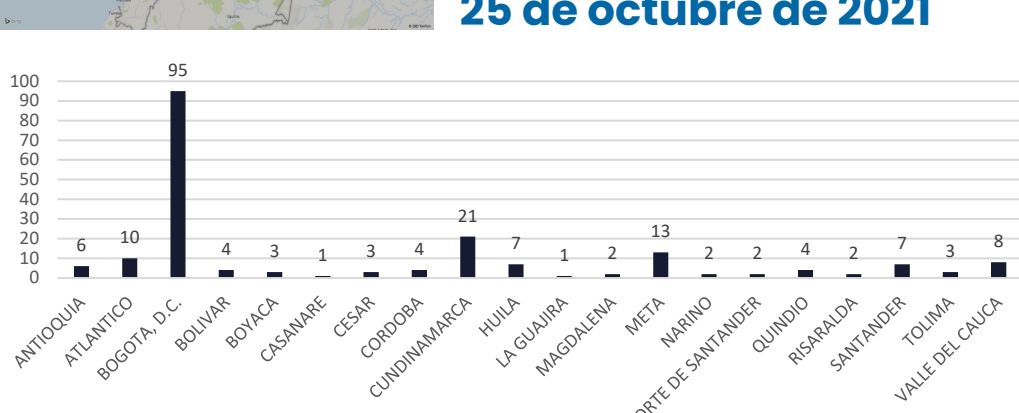 25 de octubre de 2021
95
100
90
80
70
60
50
40
30
20
10
0
6
10
4
3
1
3
4
21
7
1
2
13
2
2
4
2
7
3
8
ANTIOQUIA
ATLANTICO
BOGOTA, D.C.
BOLIVAR
BOYACA
CASANARE
CESAR
CORDOBA
CUNDINAMARCA
HUILA
LA GUAJIRA
MAGDALENA
META
NARINO
ORTE DE SANTANDER
QUINDIO
RISARALDA
SANTANDER
TOLIMA
VALLE DEL CAUCA